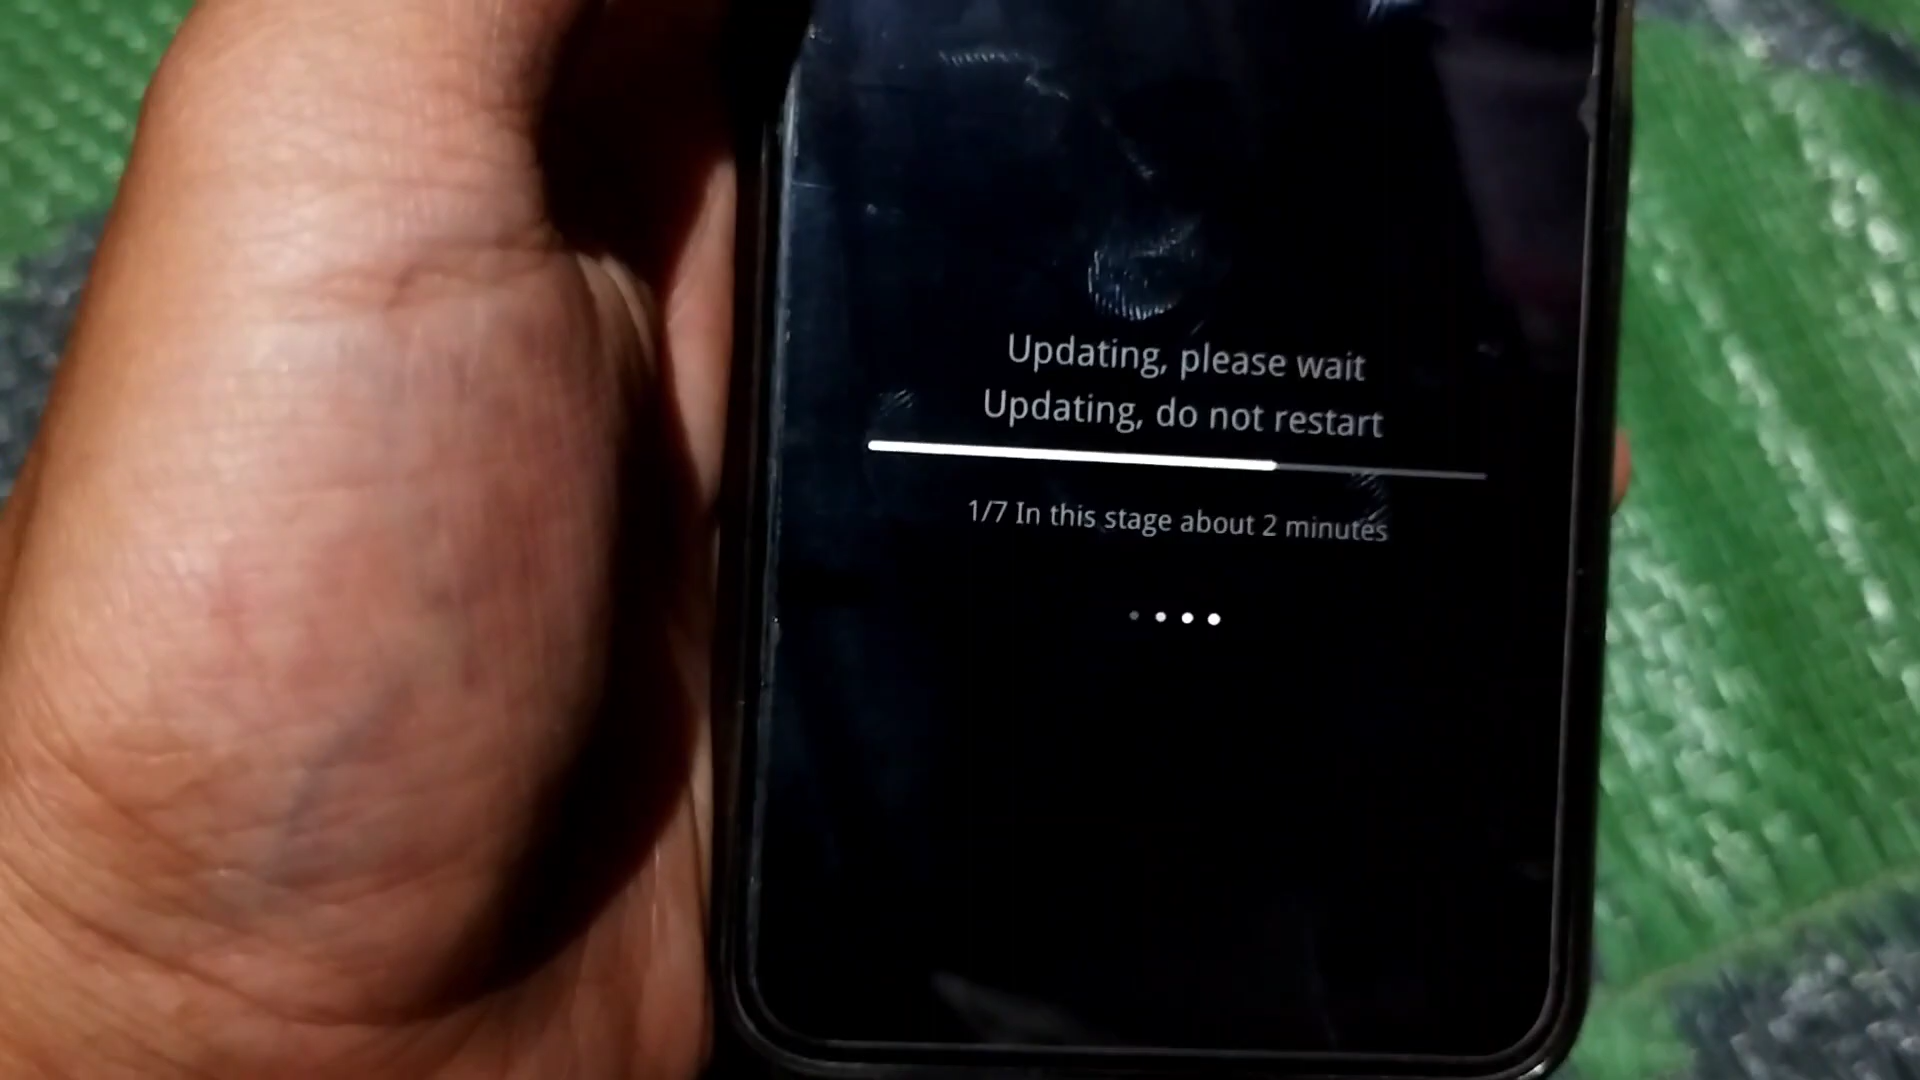 Updating, please wait
Updating, do not restart
1/7 In this stage about 2 minutes